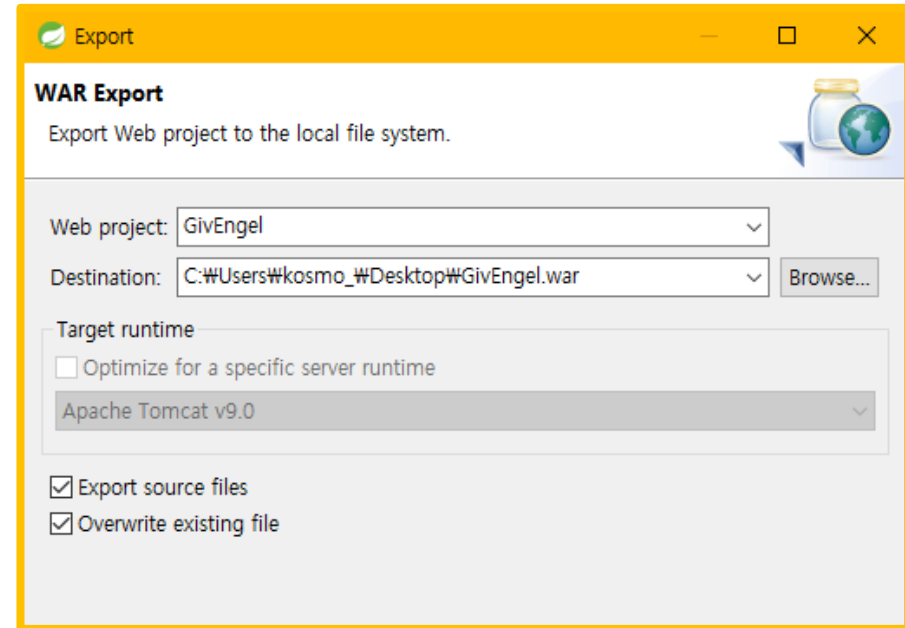 Export
WAR Export
Export Web project to the local file system.
Web project: GivEngel
Destination: C:₩Users₩kosmo_₩Desktop₩GivEngel.war Browse...
Target runtime
Optimize for a specific server runtime
Apache Tomcat v9.0
Export source files
Overwrite existing file